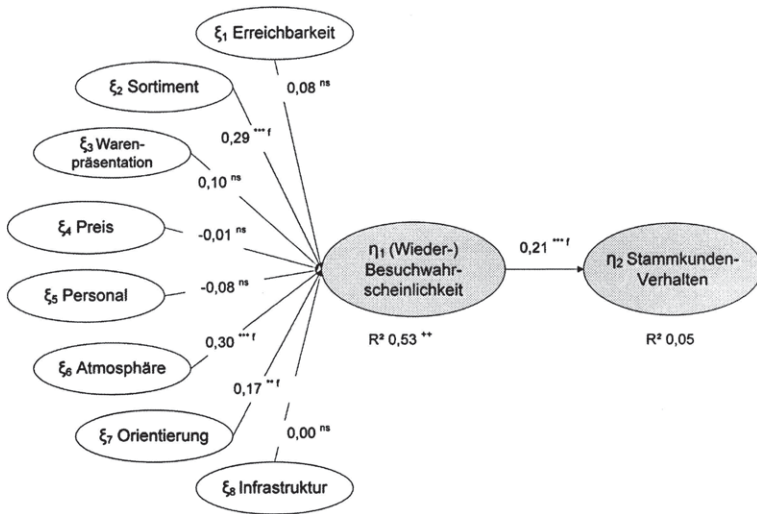 ξ₁ Erreichbarkeit
0,08 ⁿˢ
ξ₂ Sortiment
0,29 *** f
ξ₃ Waren-
präsentation
0,10 ⁿˢ
ξ₄ Preis
-0,01 ⁿˢ
ξ₅ Personal
-0,08 ⁿˢ
ξ₆ Atmosphäre
0,30 *** f
ξ₇ Orientierung
0,17 ** f
ξ₈ Infrastruktur
0,00 ⁿˢ
η₁ (Wieder-)
Besuchwahr-
scheinlichkeit
R² 0,53 ⁺⁺
0,21 *** f
η₂ Stammkunden-
Verhalten
R² 0,05